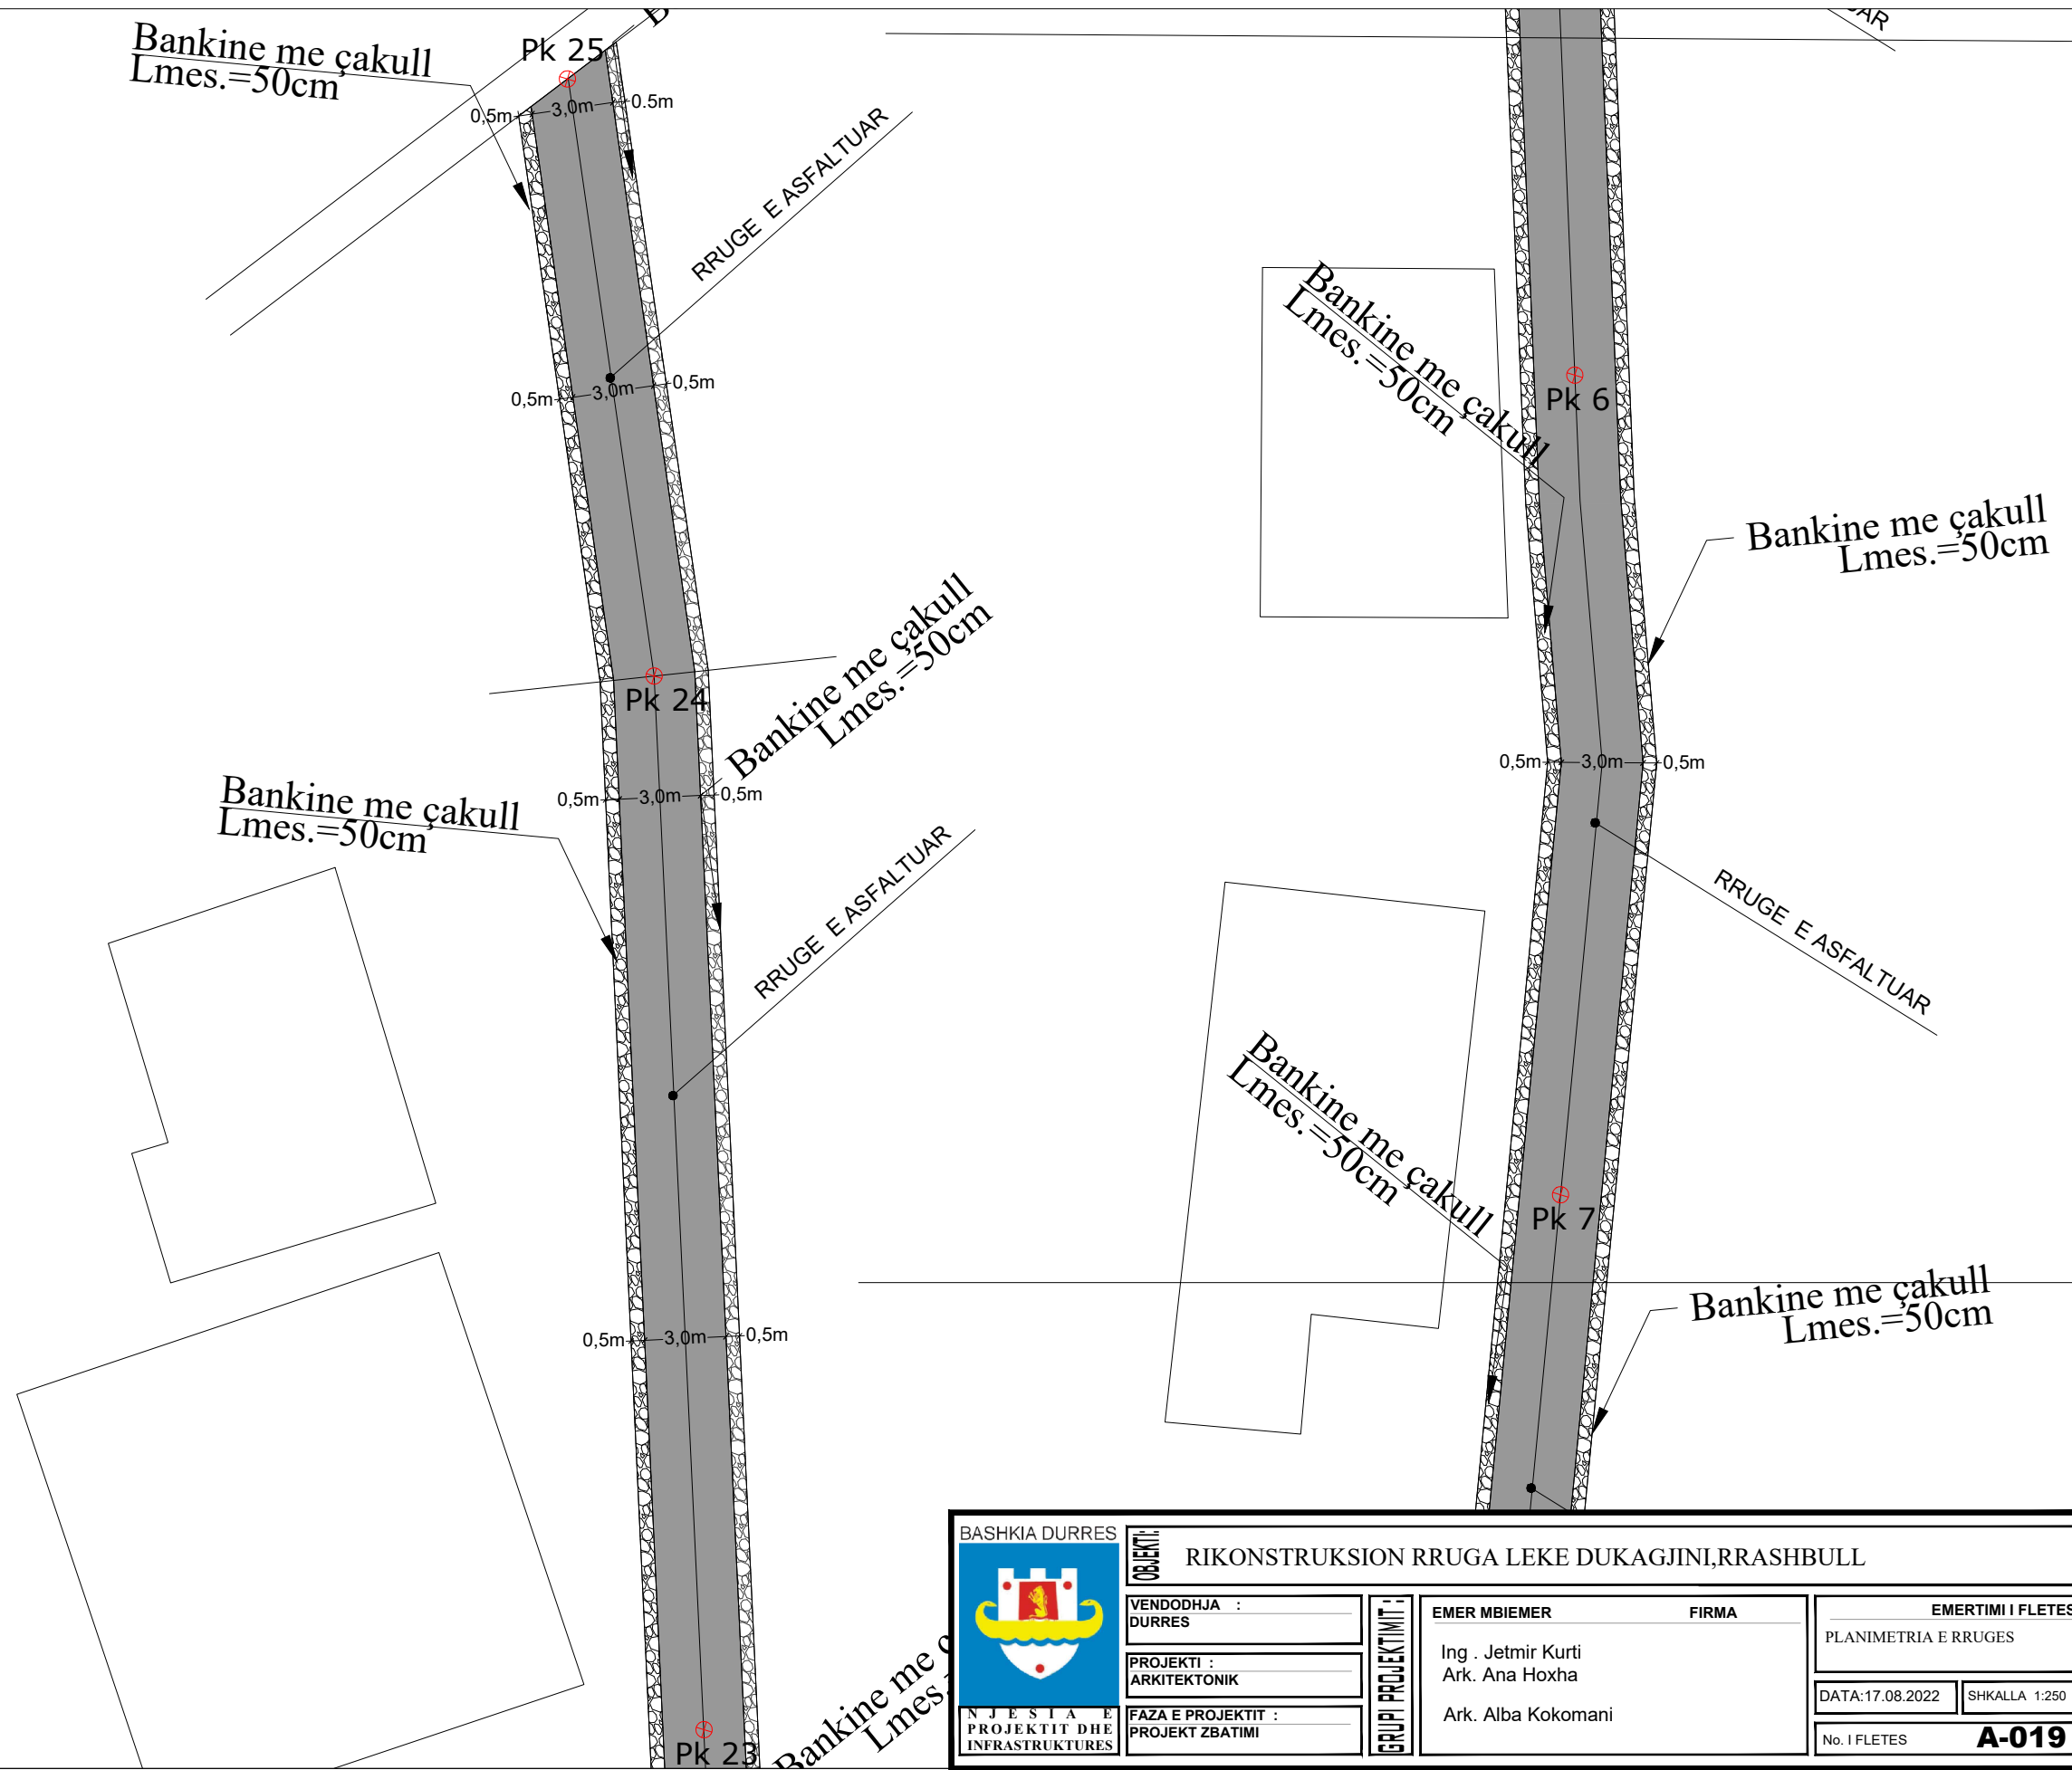 Bankine me çakull
Lmes.=50cm
Pk 25
0,5m
3,0m
0.5m
RRUGE E ASFALTUAR
0,5m
3,0m
0,5m
Pk 24
Bankine me çakull
Lmes.=50cm
Bankine me çakull
Lmes.=50cm
0,5m
3,0m
0,5m
RRUGE E ASFALTUAR
0,5m
3,0m
0,5m
Pk 23
Bankine me
Lmes.
Bankine me çakull
Lmes.=50cm
Pk 6
Bankine me çakull
Lmes.=50cm
0,5m
3,0m
0,5m
RRUGE E ASFALTUAR
Bankine me çakull
Lmes.=50cm
Pk 7
Bankine me çakull
Lmes.=50cm
BASHKIA DURRES
NJESIA E
PROJEKTIT DHE
INFRASTRUKTURES
OBJEKTI:
RIKONSTRUKSION RRUGA LEKE DUKAGJINI,RRASHBULL
VENDODHJA :
DURRES
PROJEKTI :
ARKITEKTONIK
FAZA E PROJEKTIT :
PROJEKT ZBATIMI
GRUPI PROJEKTIMIT :
EMER MBIEMER FIRMA
Ing . Jetmir Kurti
Ark. Ana Hoxha
Ark. Alba Kokomani
EMERTIMI I FLETES
PLANIMETRIA E RRUGES
DATA:17.08.2022
SHKALLA 1:250
No. I FLETES A-019